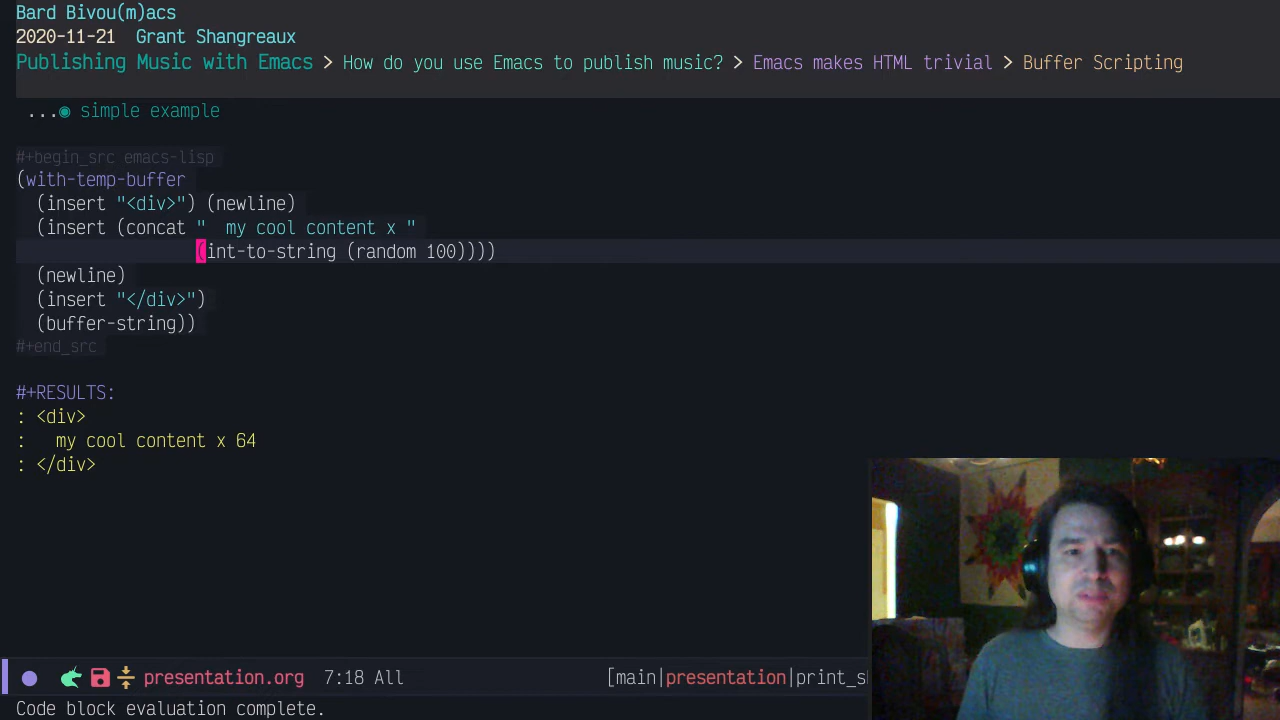 Bard Bivou(m)acs
2020-11-21  Grant Shangreaux
Publishing Music with Emacs > How do you use Emacs to publish music? > Emacs makes HTML trivial > Buffer Scripting
...◉ simple example
#+begin_src emacs-lisp
(with-temp-buffer
  (insert "<div>") (newline)
  (insert (concat "  my cool content x "
                  (int-to-string (random 100))))
  (newline)
  (insert "</div>")
  (buffer-string))
#+end_src
#+RESULTS:
: <div>
:   my cool content x 64
: </div>
presentation.org  7:18 All  [main|presentation|print_s
Code block evaluation complete.